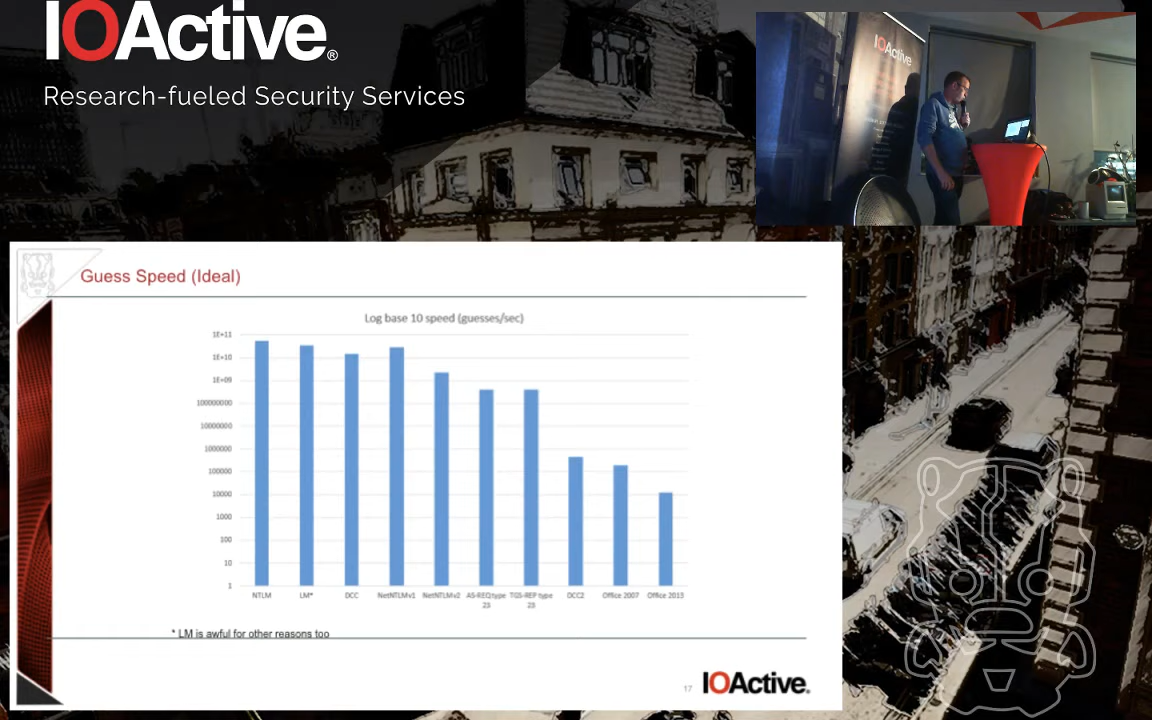 IOActive®
Research-fueled Security Services
IOActive
Guess Speed (Ideal)
Log base 10 speed (guesses/sec)
1E+11
1E+10
1E+09
100000000
10000000
1000000
100000
10000
1000
100
10
1
NTLM
LM*
DCC
NetNTLMv1
NetNTLMv2
AS-REQ type 23
TGS-REP type 23
DCC2
Office 2007
Office 2013
* LM is awful for other reasons too
17
IOActive.